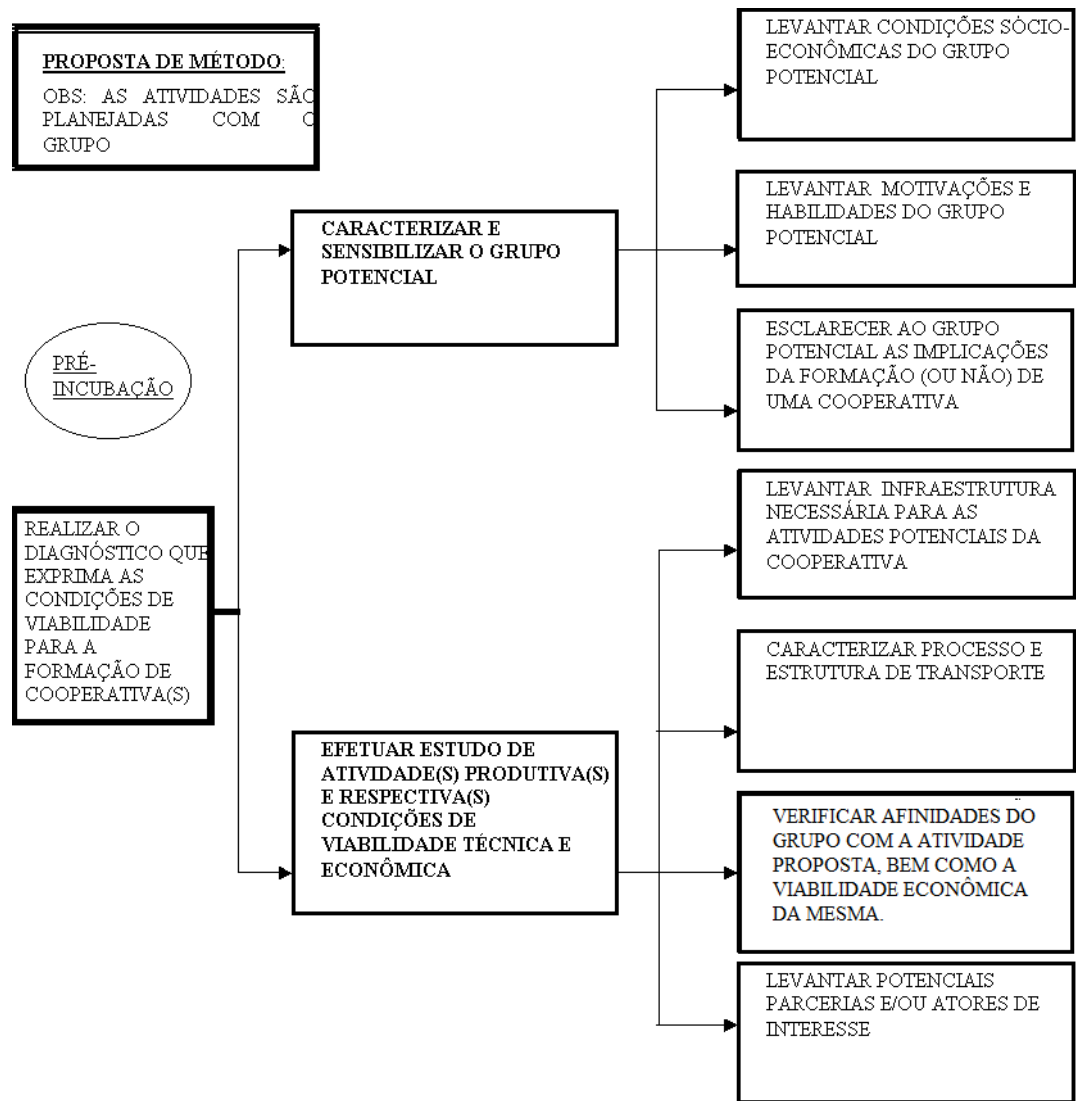 PROPOSTA DE MÉTODO:
OBS: AS ATIVIDADES SÃO
PLANEJADAS COM O
GRUPO
PRÉ-
INCUBAÇÃO
REALIZAR O
DIAGNÓSTICO QUE
EXPRIMA AS
CONDIÇÕES DE
VIABILIDADE
PARA A
FORMAÇÃO DE
COOPERATIVA(S)
CARACTERIZAR E
SENSIBILIZAR O GRUPO
POTENCIAL
LEVANTAR CONDIÇÕES SÓCIO-
ECONÔMICAS DO GRUPO
POTENCIAL
LEVANTAR MOTIVAÇÕES E
HABILIDADES DO GRUPO
POTENCIAL
ESCLARECER AO GRUPO
POTENCIAL AS IMPLICAÇÕES
DA FORMAÇÃO (OU NÃO) DE
UMA COOPERATIVA
EFETUAR ESTUDO DE
ATIVIDADE(S) PRODUTIVA(S)
E RESPECTIVA(S)
CONDIÇÕES DE
VIABILIDADE TÉCNICA E
ECONÔMICA
LEVANTAR INFRAESTRUTURA
NECESSÁRIA PARA AS
ATIVIDADES POTENCIAIS DA
COOPERATIVA
CARACTERIZAR PROCESSO E
ESTRUTURA DE TRANSPORTE
VERIFICAR AFINIDADES DO
GRUPO COM A ATIVIDADE
PROPOSTA, BEM COMO A
VIABILIDADE ECONÔMICA
DA MESMA.
LEVANTAR POTENCIAIS
PARCERIAS E/OU ATORES DE
INTERESSE